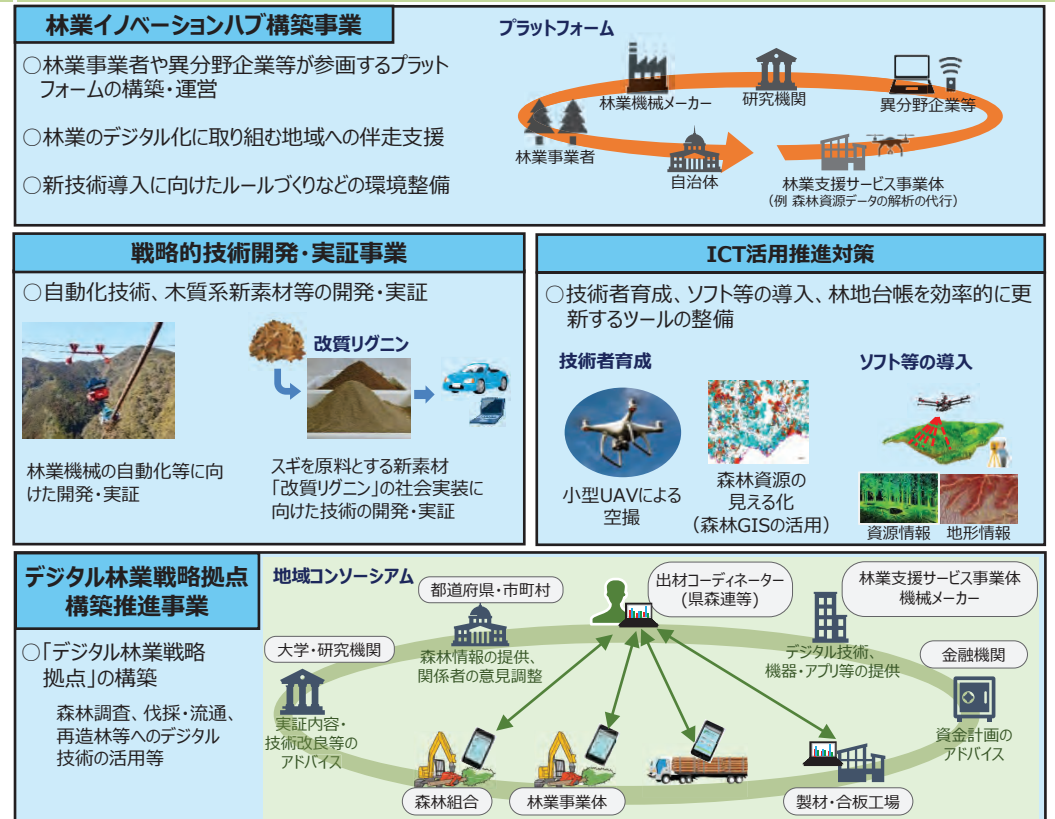 林業イノベーションハブ構築事業
○林業事業者や異分野企業等が参画するプラット
フォームの構築・運営
○林業のデジタル化に取り組む地域への伴走支援
○新技術導入に向けたルールづくりなどの環境整備
プラットフォーム
林業機械メーカー
研究機関
異分野企業等
林業事業者
自治体
林業支援サービス事業体
（例 森林資源データの解析の代行）
戦略的技術開発・実証事業
○自動化技術、木質系新素材等の開発・実証
改質リグニン
林業機械の自動化等に向
けた開発・実証
スギを原料とする新素材
「改質リグニン」の社会実装に
向けた技術の開発・実証
ICT活用推進対策
○技術者育成、ソフト等の導入、林地台帳を効率的に更
新するツールの整備
技術者育成
ソフト等の導入
小型UAVによる
空撮
森林資源の
見える化
（森林GISの活用）
資源情報
地形情報
デジタル林業戦略拠点
構築推進事業
○「デジタル林業戦略
拠点」の構築
森林調査、伐採・流通、
再造林等へのデジタル
技術の活用等
地域コンソーシアム
都道府県・市町村
森林情報の提供、
関係者の意見調整
出材コーディネーター
(県森連等)
林業支援サービス事業体
機械メーカー
デジタル技術、
機器・アプリ等の提供
大学・研究機関
実証内容・
技術改良等の
アドバイス
金融機関
資金計画の
アドバイス
森林組合
林業事業体
製材・合板工場